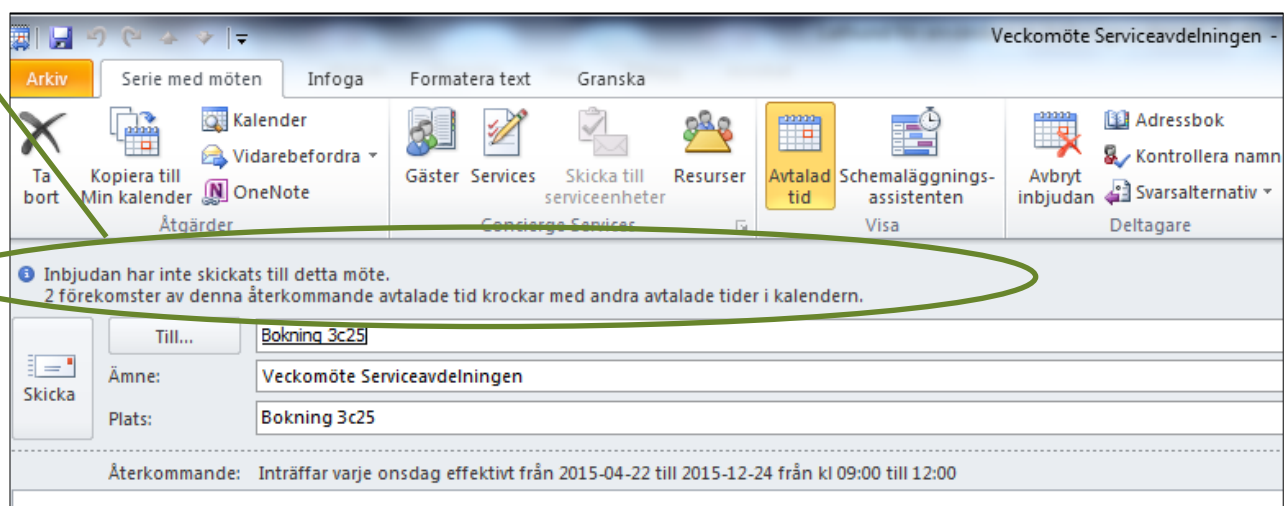 Veckomöte Serviceavdelningen -
Arkiv Serie med möten Infoga Formatera text Granska
Ta bort
Kopiera till
Min kalender
Kalender
Vidarebefordra
OneNote
Åtgärder
Gäster
Services
Skicka till
serviceenheter
Resurser
Concierge Services
Avtalad
tid
Schemaläggnings-
assistenten
Visa
Avbryt
inbjudan
Adressbok
Kontrollera namn
Svarsalternativ
Deltagare
Inbjudan har inte skickats till detta möte.
2 förekomster av denna återkommande avtalade tid krockar med andra avtalade tider i kalendern.
Skicka
Till... Bokning 3c25
Ämne: Veckomöte Serviceavdelningen
Plats: Bokning 3c25
Återkommande: Inträffar varje onsdag effektivt från 2015-04-22 till 2015-12-24 från kl 09:00 till 12:00